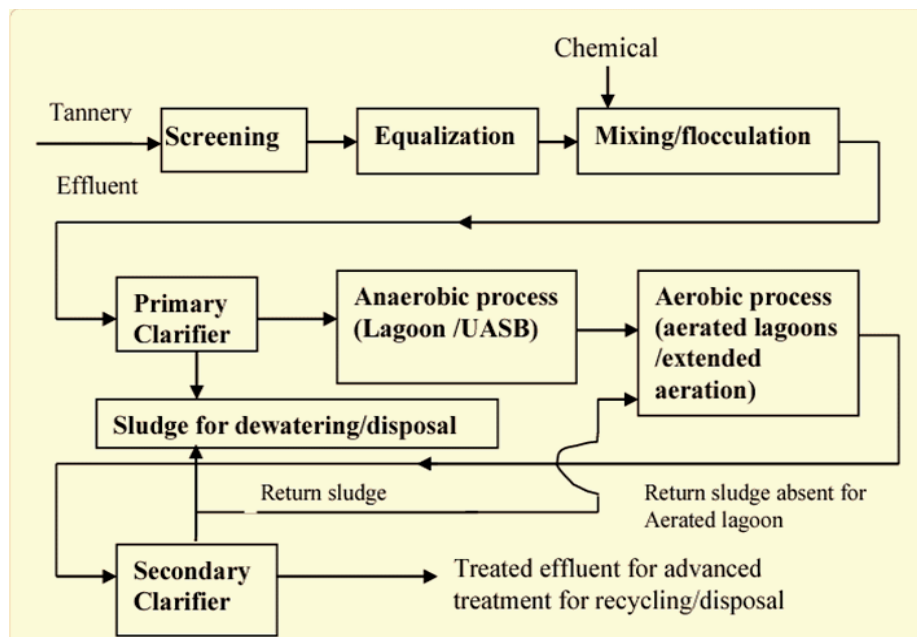 Chemical
Tannery
Screening
Equalization
Mixing/flocculation
Effluent
Primary
Clarifier
Anaerobic process
(Lagoon /UASB)
Aerobic process
(aerated lagoons
/extended
aeration)
Sludge for dewatering/disposal
Return sludge
Return sludge absent for
Aerated lagoon
Secondary
Clarifier
Treated effluent for advanced
treatment for recycling/disposal